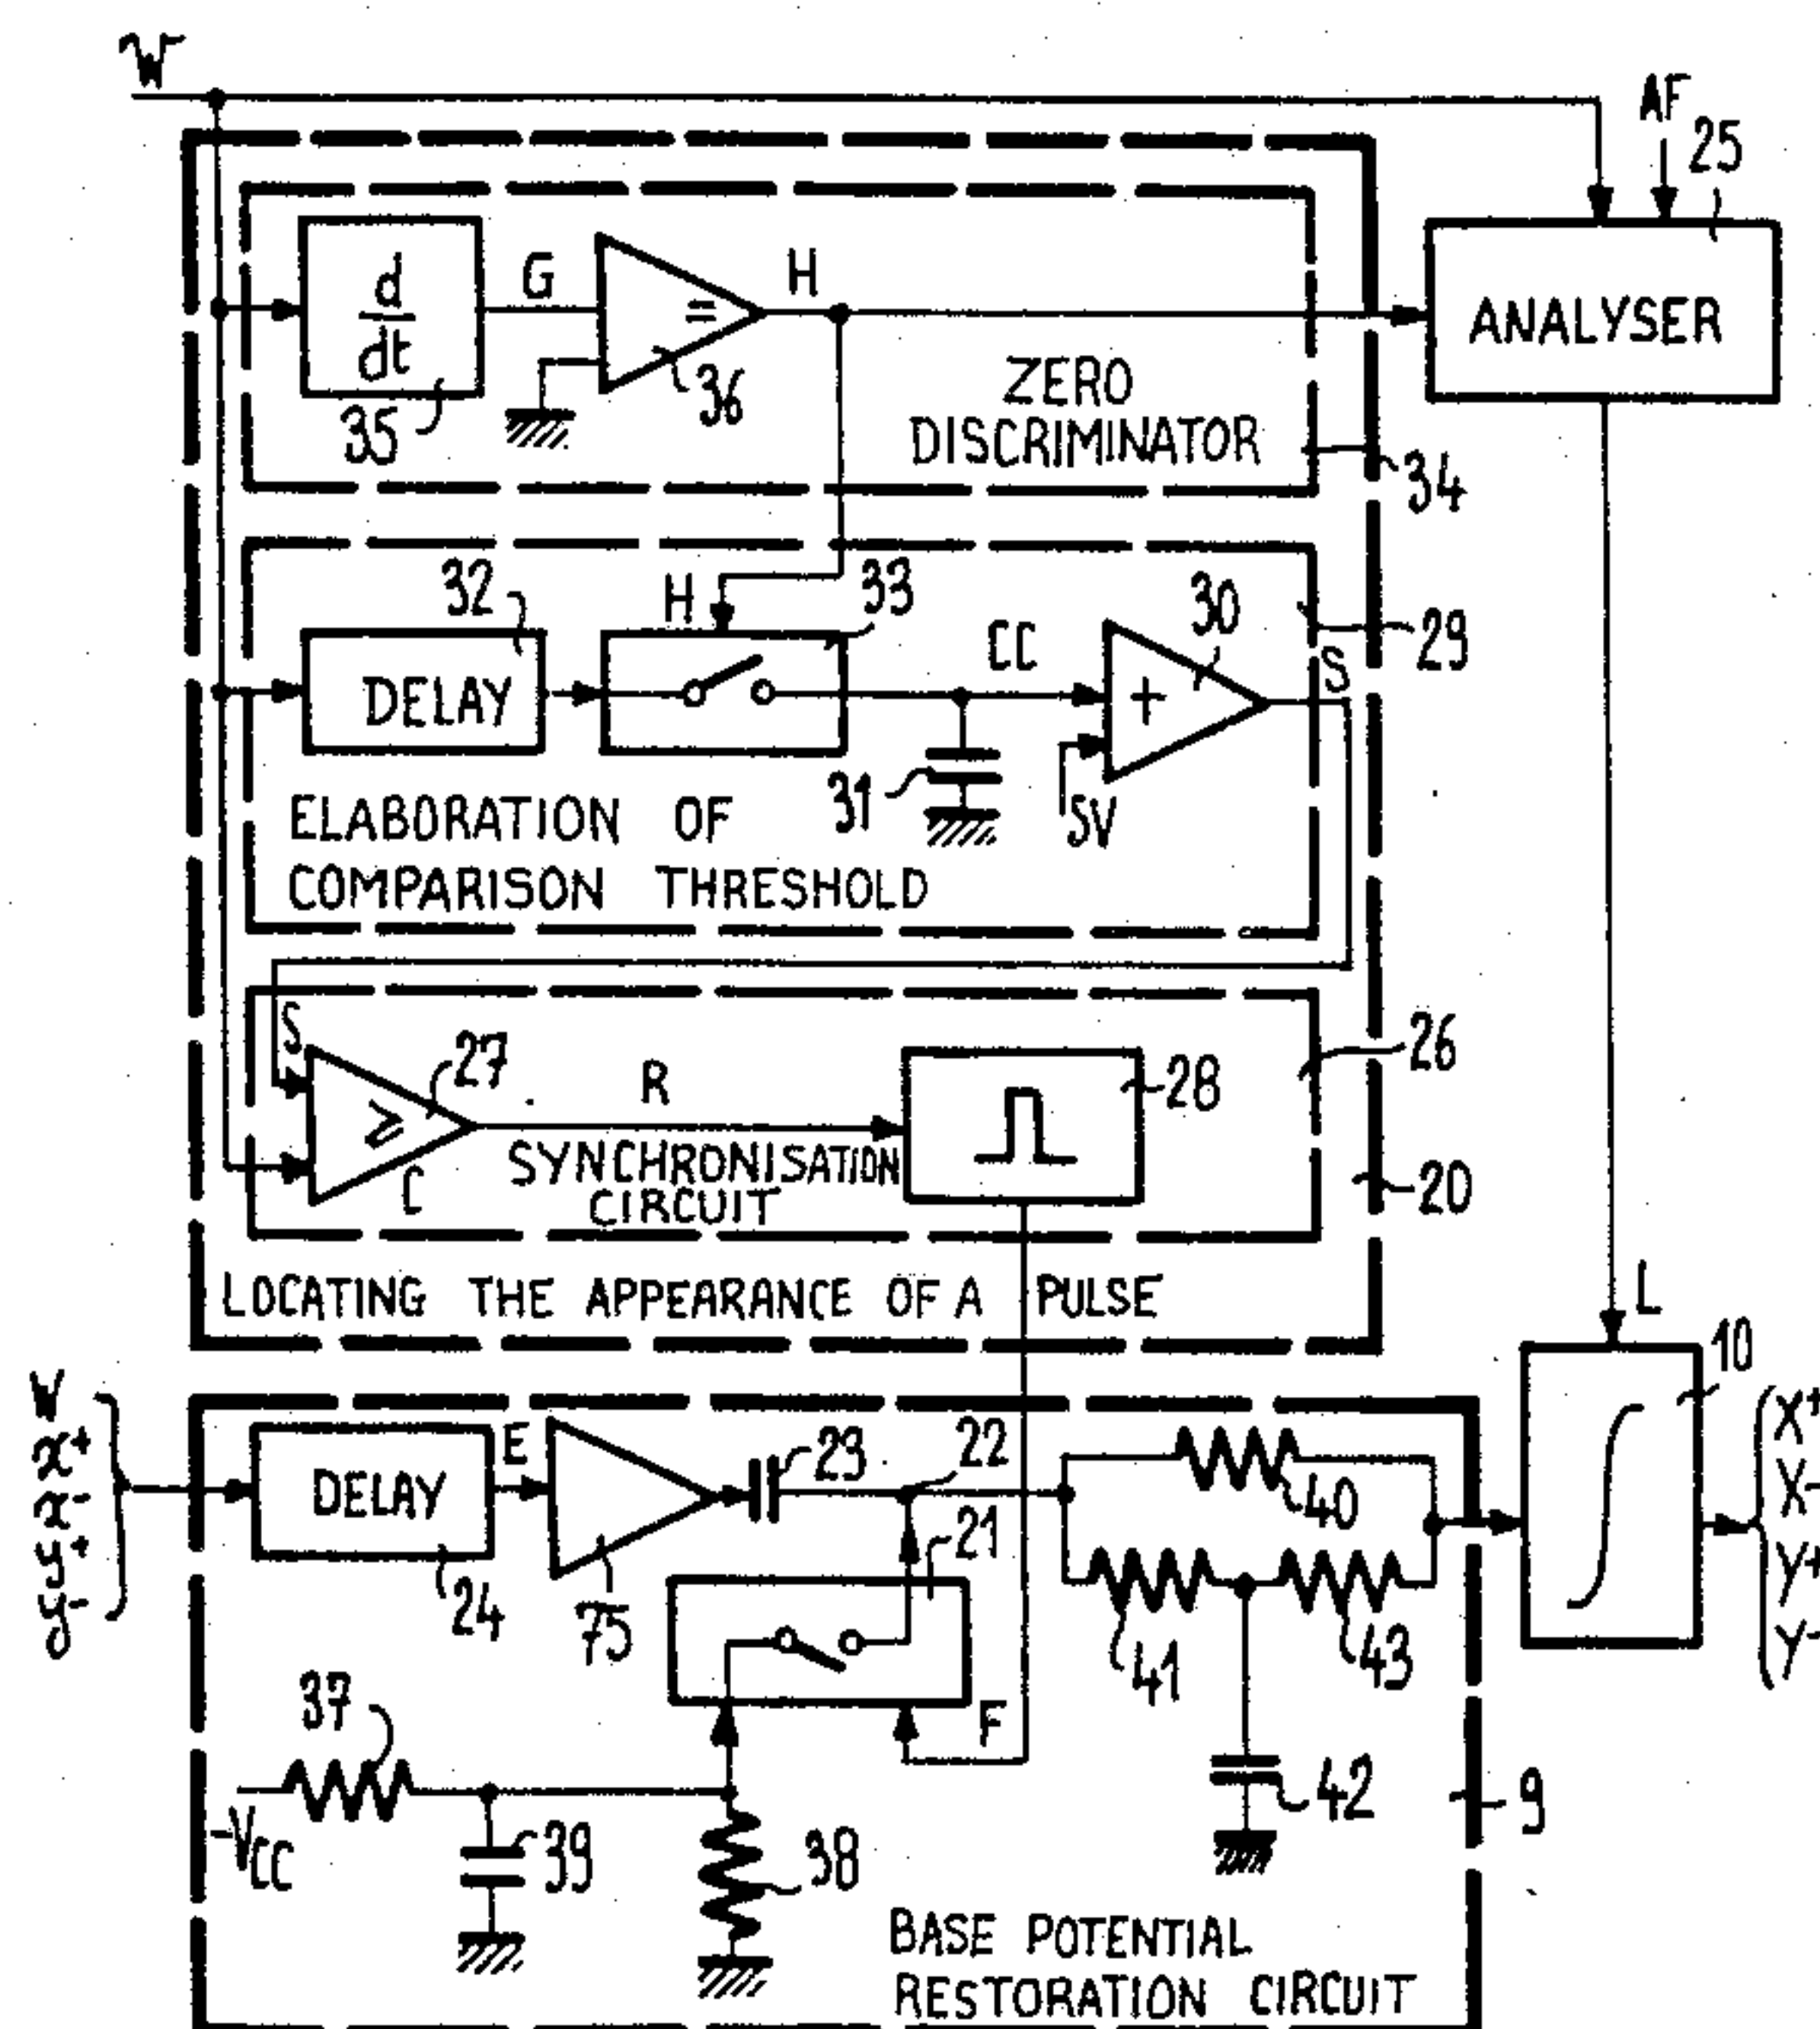 W
AF
25
d
dt
G
=
H
ANALYSER
35
36
ZERO
DISCRIMINATOR
34
32
H
33
30
29
DELAY
CC
+
S
31
SV
ELABORATION OF
COMPARISON THRESHOLD
S
27
R
28
26
≥
C
SYNCHRONISATION
CIRCUIT
20
LOCATING THE APPEARANCE OF A PULSE
L
10
W
x+
x-
y+
y-
DELAY
E
24
75
23
22
21
40
41
43
X+
X-
Y+
Y-
37
F
-VCC
39
38
42
9
BASE POTENTIAL
RESTORATION CIRCUIT